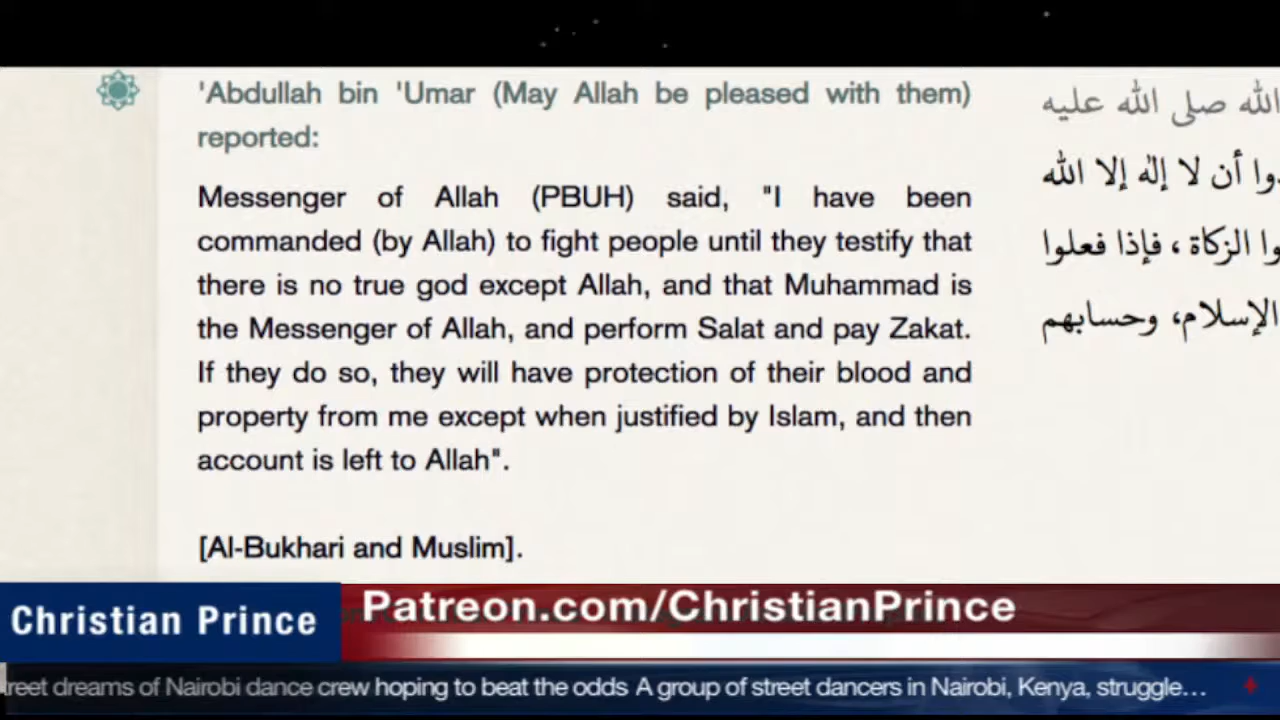 'Abdullah bin 'Umar (May Allah be pleased with them)
reported:
Messenger of Allah (PBUH) said, "I have been
commanded (by Allah) to fight people until they testify that
there is no true god except Allah, and that Muhammad is
the Messenger of Allah, and perform Salat and pay Zakat.
If they do so, they will have protection of their blood and
property from me except when justified by Islam, and then
account is left to Allah".
[Al-Bukhari and Muslim].
الله صلى الله عليه
أن لا إله إلا الله
الزكاة ، فإذا فعلوا
الإسلام، وحسابهم
Christian Prince
Patreon.com/ChristianPrince
reet dreams of Nairobi dance crew hoping to beat the odds A group of street dancers in Nairobi, Kenya, struggle...